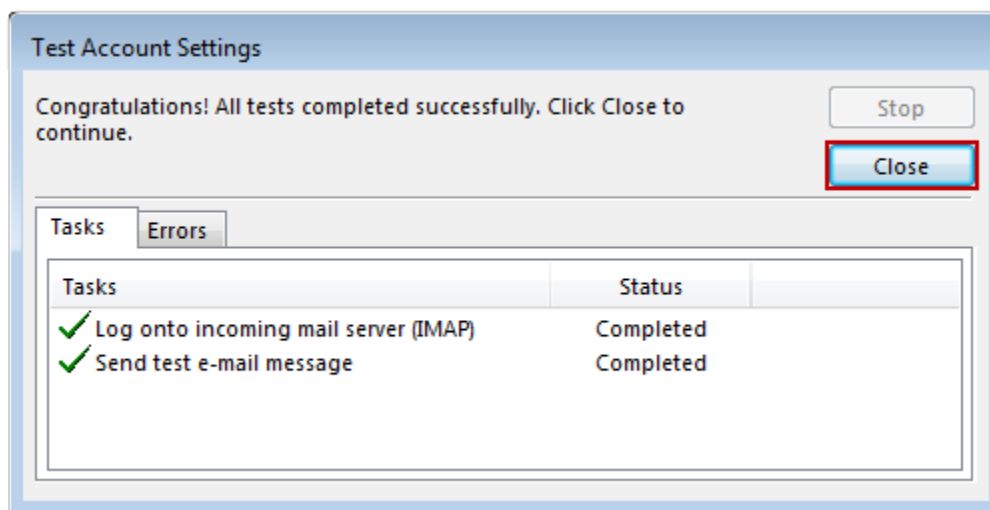 Test Account Settings
Congratulations! All tests completed successfully. Click Close to
continue.
Stop
Close
Tasks
Errors
Tasks Status
Log onto incoming mail server (IMAP) Completed
Send test e-mail message Completed